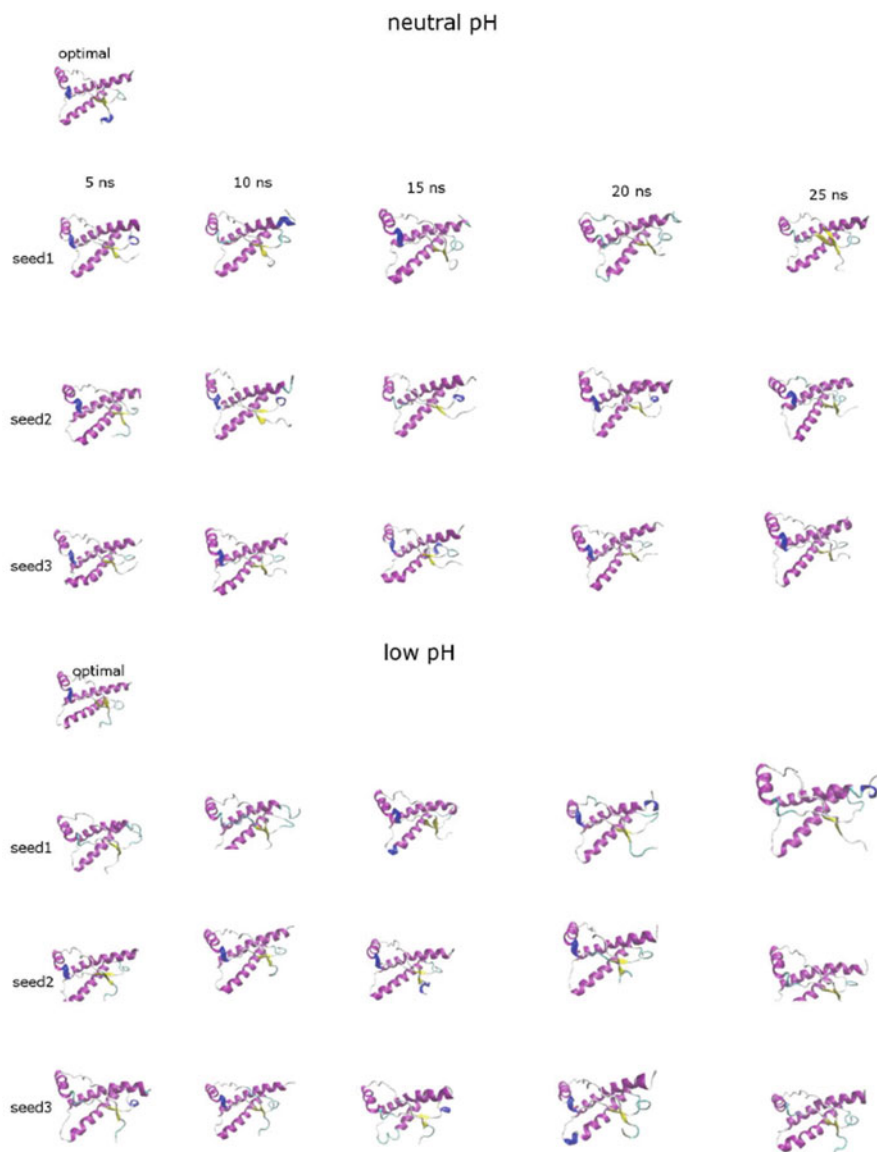 neutral pH
optimal
5 ns 10 ns 15 ns 20 ns 25 ns
seed1
seed2
seed3
low pH
optimal
seed1
seed2
seed3